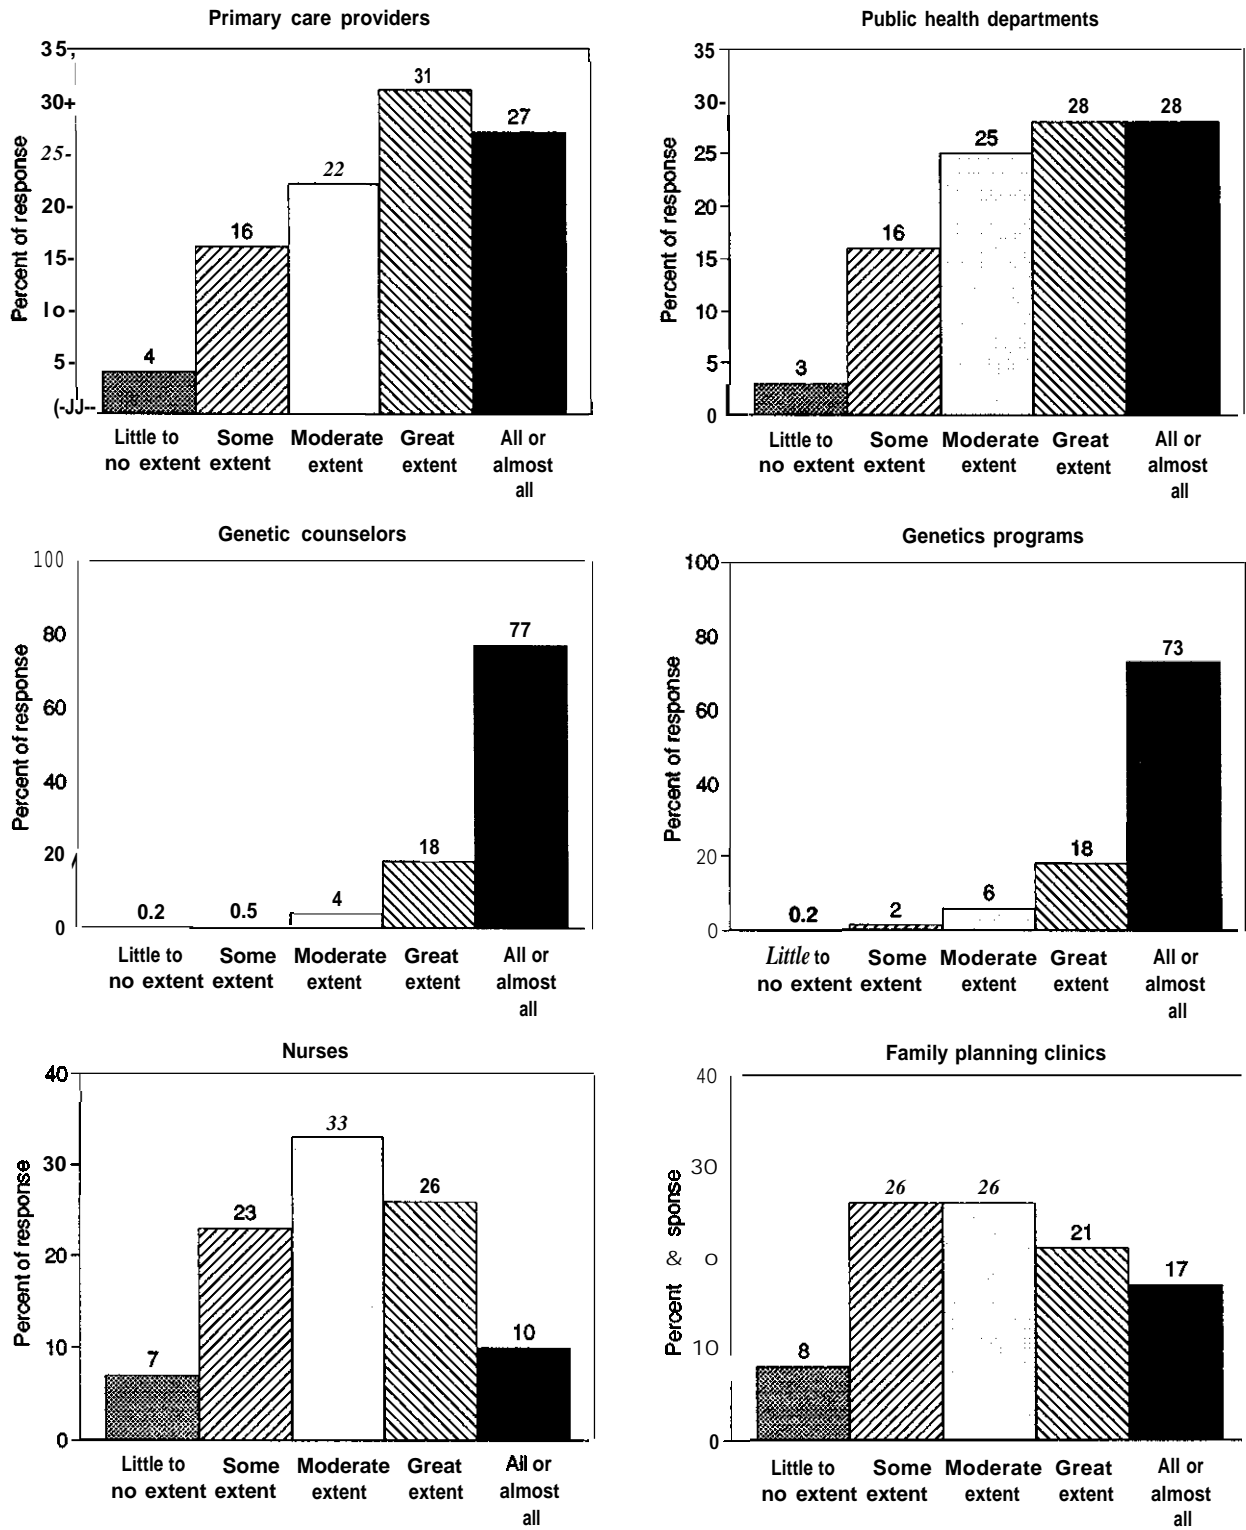 Primary care providers
35,
30+
25-
20-
15-
Io-
5-
(-JJ--
Percent of response
4
16
22
31
27
Little to Some Moderate Great All or
no extent extent extent extent almost
all
Public health departments
35
30-
25
20
15
10
5
0
Percent of response
3
16
25
28
28
Little to Some Moderate Great All or
no extent extent extent extent almost
all
Genetic counselors
100
80
60
40
20
0
Percent of response
0.2
0.5
4
18
77
Little to Some Moderate Great All or
no extent extent extent extent almost
all
Genetics programs
100
80
60
40
20
0
Percent of response
0.2
2
6
18
73
Little to Some Moderate Great All or
no extent extent extent extent almost
all
Nurses
40
30
20
10
0
Percent of response
7
23
33
26
10
Little to Some Moderate Great All or
no extent extent extent extent almost
all
Family planning clinics
40
30
o
10
0
Percent & sponse
8
26
26
21
17
Little to Some Moderate Great All or
no extent extent extent extent almost
all